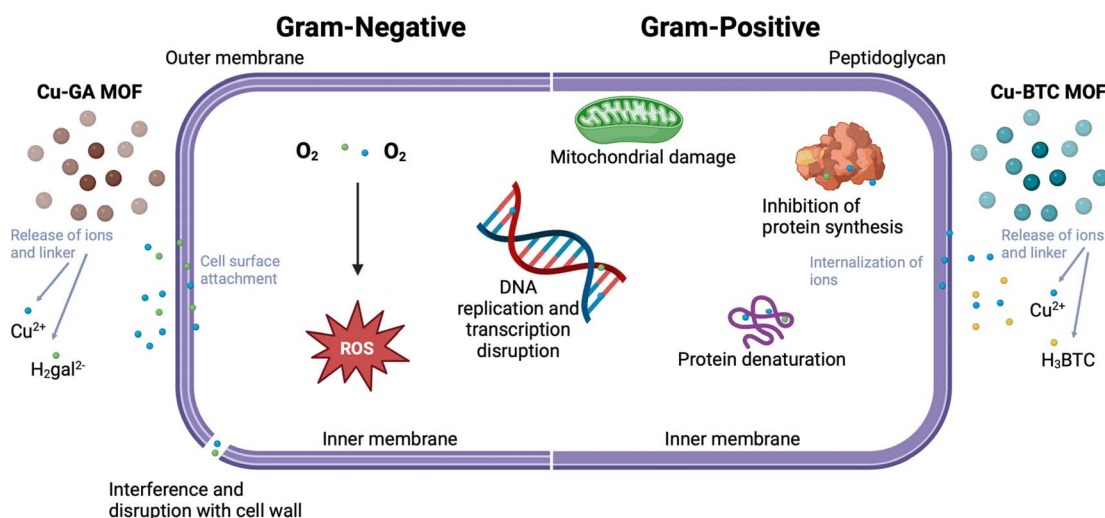 Gram-Negative
Gram-Positive
Outer membrane
Peptidoglycan
Cu-GA MOF
Cu-BTC MOF
O₂
O₂
Mitochondrial damage
Inhibition of
protein synthesis
Release of ions
and linker
Cell surface
attachment
Internalization of
ions
Release of ions
and linker
DNA
replication and
transcription
disruption
Cu²⁺
H₂gal²⁻
ROS
Protein denaturation
Cu²⁺
H₃BTC
Inner membrane
Inner membrane
Interference and
disruption with cell wall